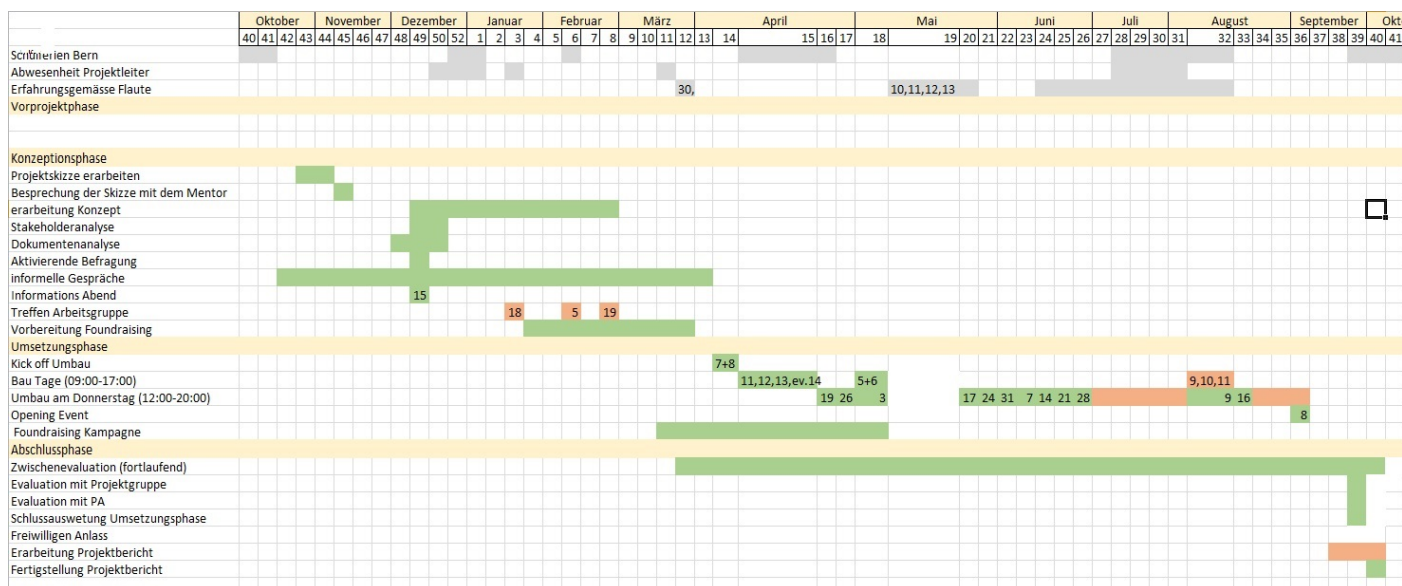 Oktober November Dezember Januar Februar März April Mai Juni Juli August September Okt
40 41 42 43 44 45 46 47 48 49 50 52 1 2 3 4 5 6 7 8 9 10 11 12 13 14 15 16 17 18 19 20 21 22 23 24 25 26 27 28 29 30 31 32 33 34 35 36 37 38 39 40 41
Bern
Abwesenheit Projektleiter
Erfahrungsgemässe Flaute 30, 10,11,12,13
Vorprojektphase
Konzeptionsphase
Projektskizze erarbeiten
Besprechung der Skizze mit dem Mentor
erarbeitung Konzept
Stakeholderanalyse
Dokumentenanalyse
Aktivierende Befragung
informelle Gespräche
Informations Abend 15
Treffen Arbeitsgruppe 18 5 19
Vorbereitung Foundraising
Umsetzungsphase
Kick off Umbau 7+8
Bau Tage (09:00-17:00) 11,12,13,ev.14 5+6 9,10,11
Umbau am Donnerstag (12:00-20:00) 19 26 3 17 24 31 7 14 21 28 9 16
Opening Event 8
Foundraising Kampagne
Abschlussphase
Zwischenevaluation (fortlaufend)
Evaluation mit Projektgruppe
Evaluation mit PA
Schlussauswetung Umsetzungsphase
Freiwilligen Anlass
Erarbeitung Projektbericht
Fertigstellung Projektbericht